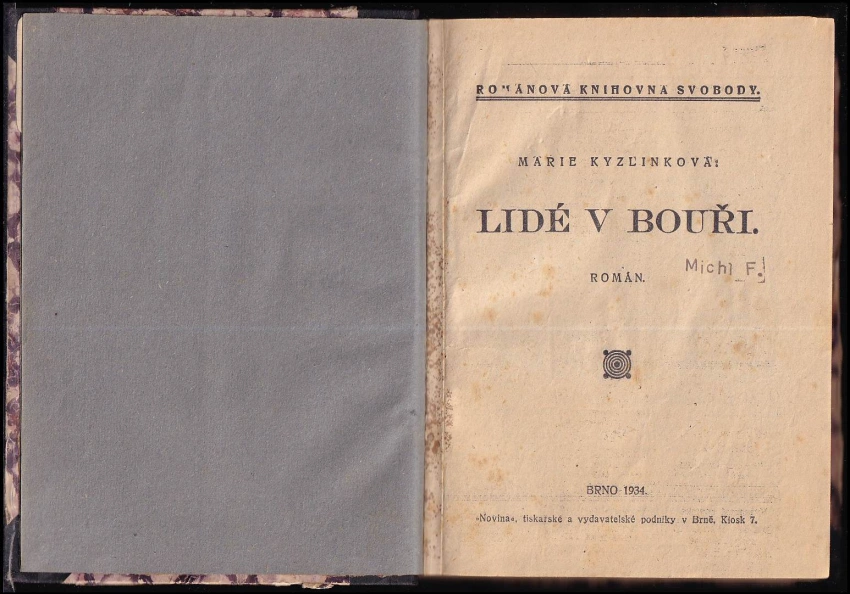 ROMÁNOVÁ KNIHOVNA SVOBODY.
MARIE KYZLINKOVÁ:
LIDÉ V BOUŘI.
Michl F.
ROMÁN.
BRNO 1934.
»Novina«, tiskařské a vydavatelské podniky v Brně, Kiosk 7.